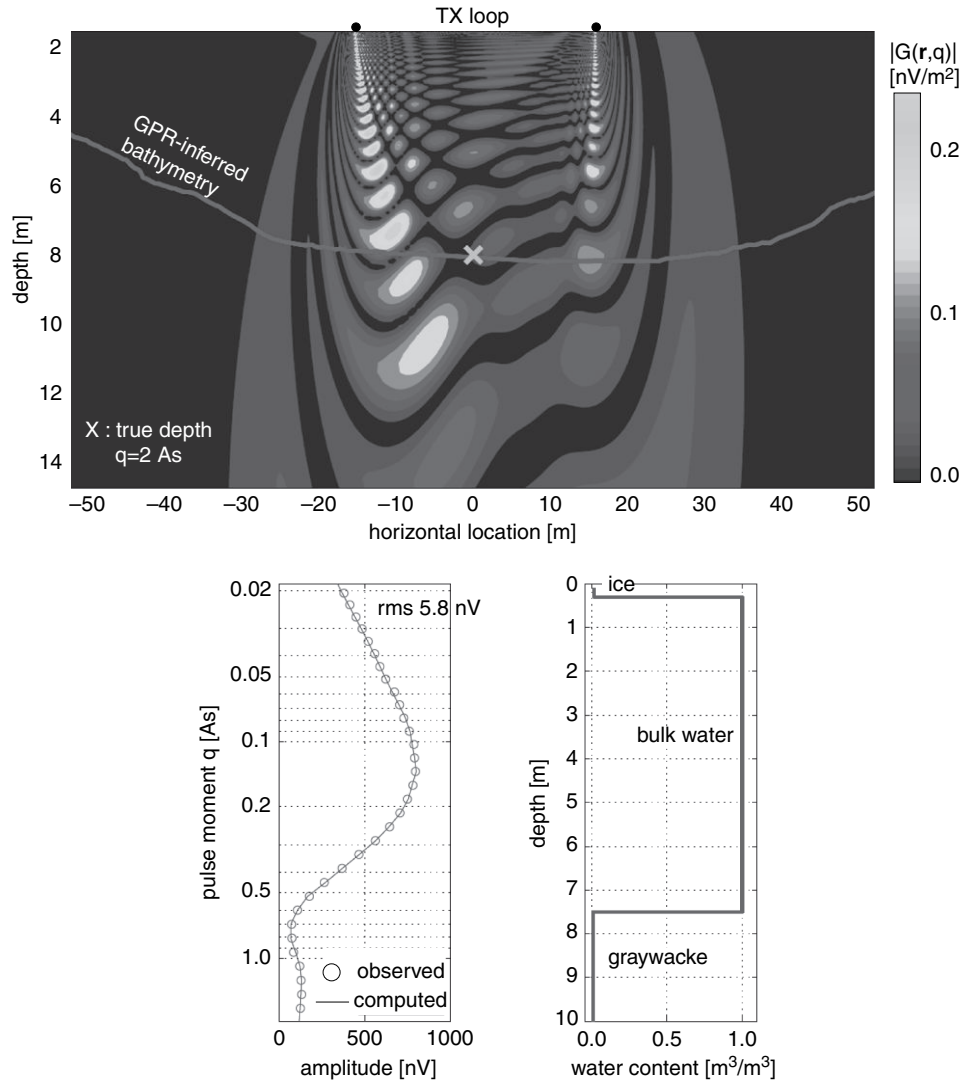 TX loop
|G(r,q)|
[nV/m²]
2
4
6
8
10
12
14
depth [m]
GPR-inferred
bathymetry
X : true depth
q=2 As
0.2
0.1
0.0
–50 –40 –30 –20 –10 0 10 20 30 40 50
horizontal location [m]
0.02
0.05
0.1
0.2
0.5
1.0
pulse moment q [As]
rms 5.8 nV
observed
computed
0 500 1000
amplitude [nV]
0
1
2
3
4
5
6
7
8
9
10
depth [m]
ice
bulk water
graywacke
0.0 0.5 1.0
water content [m³/m³]